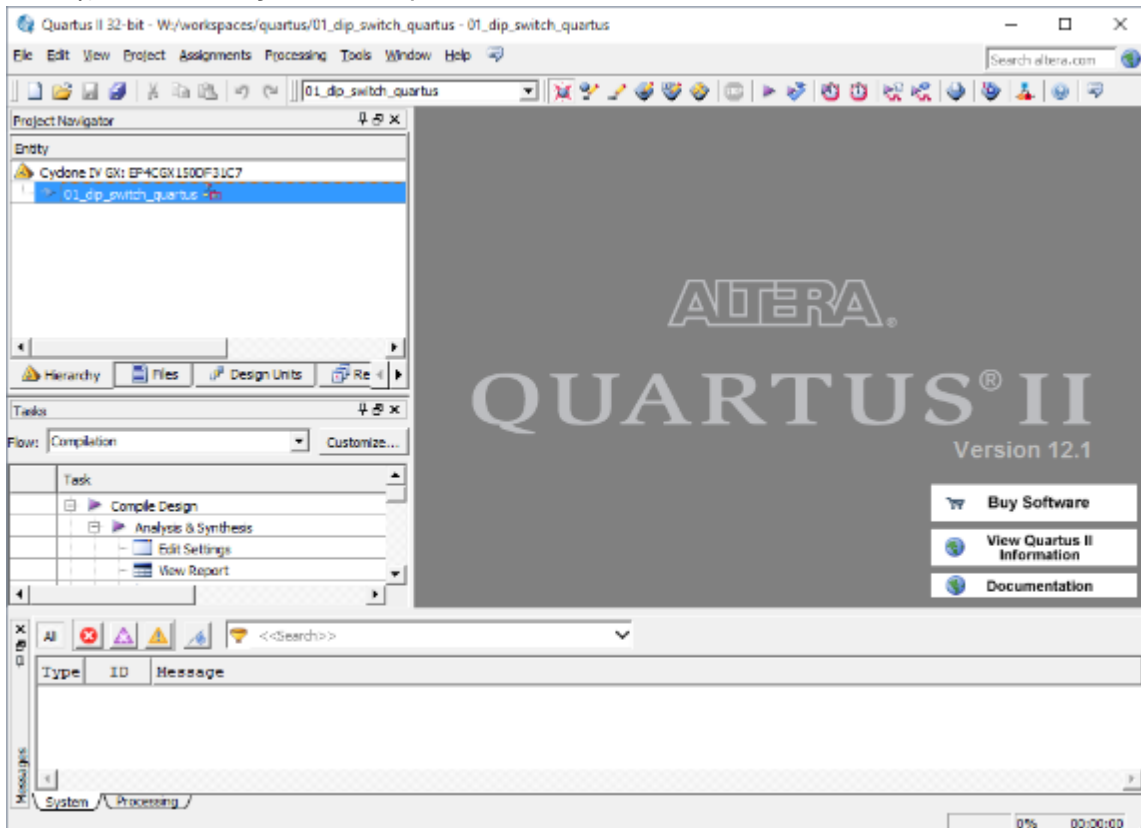 Quartus II 32-bit - W:/workspaces/quartus/01_dip_switch_quartus - 01_dip_switch_quartus
File Edit View Project Assignments Processing Tools Window Help
Search altera.com
01_dip_switch_quartus
Project Navigator
Entity
Cyclone IV GX: EP4CGX150DF31C7
01_dip_switch_quartus
Hierarchy Files Design Units Re
Tasks
Flow: Compilation Customize...
Task
Compile Design
Analysis & Synthesis
Edit Settings
View Report
ALTERA®
QUARTUS® II
Version 12.1
Buy Software
View Quartus II
Information
Documentation
All <<Search>>
Type ID Message
Messages
System Processing
0% 00:00:00